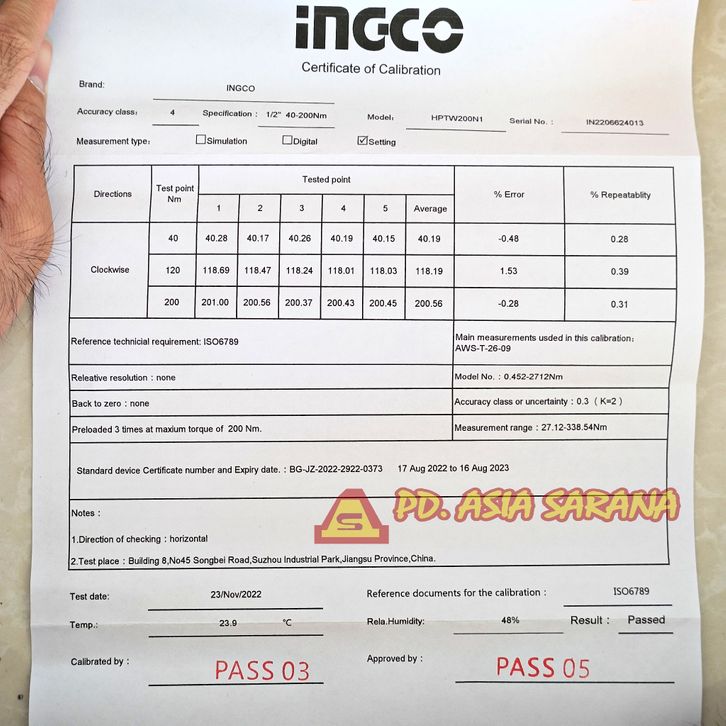 INGCO
Certificate of Calibration
Brand: INGCO
Accuracy class: 4 Specification : 1/2" 40-200Nm Model: HPTW200N1 Serial No. : IN2206624013
Measurement type: Simulation Digital Setting
Directions Test point Nm Tested point % Error % Repeatablity
1 2 3 4 5 Average
Clockwise
40 40.28 40.17 40.26 40.19 40.15 40.19 -0.48 0.28
120 118.69 118.47 118.24 118.01 118.03 118.19 1.53 0.39
200 201.00 200.56 200.37 200.43 200.45 200.56 -0.28 0.31
Reference technicial requirement: ISO6789
Main measurements usded in this calibration:
AWS-T-26-09
Releative resolution : none
Model No. : 0.452-2712Nm
Back to zero : none
Accuracy class or uncertainty : 0.3 ( K=2 )
Preloaded 3 times at maxium torque of 200 Nm.
Measurement range : 27.12-338.54Nm
Standard device Certificate number and Expiry date. : BG-JZ-2022-2922-0373 17 Aug 2022 to 16 Aug 2023
Notes :
AS PD. ASIA SARANA
1.Direction of checking : horizontal
2.Test place : Building 8,No45 Songbei Road,Suzhou Industrial Park,Jiangsu Province,China.
Test date: 23/Nov/2022 Reference documents for the calibration : ISO6789
Temp.: 23.9 ℃ Rela.Humidity: 48% Result : Passed
Calibrated by : PASS 03 Approved by : PASS 05